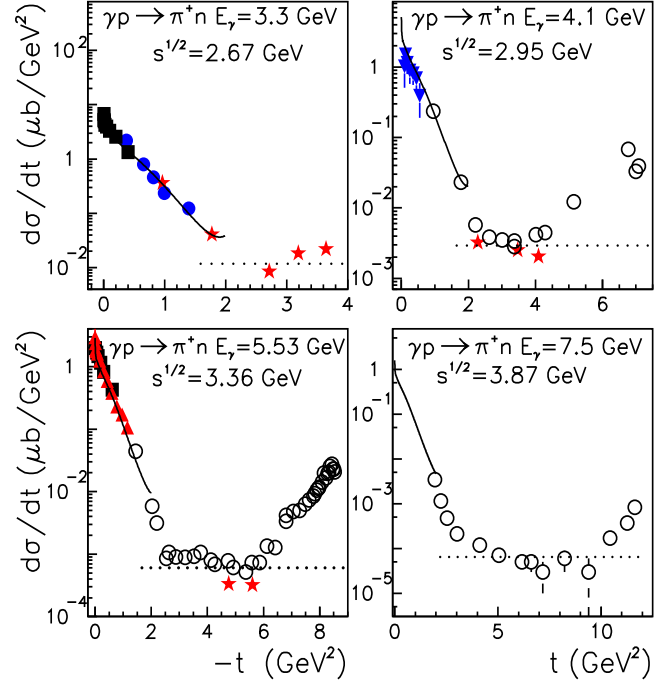 γp → π⁺n E_γ=3.3 GeV
s^1/2=2.67 GeV
10²
1
10⁻²
0 1 2 3 4
dσ/dt (μb/GeV²)
γp → π⁺n E_γ=4.1 GeV
s^1/2=2.95 GeV
1
10⁻¹
10⁻²
10⁻³
0 2 4 6
γp → π⁺n E_γ=5.53 GeV
s^1/2=3.36 GeV
1
10⁻²
10⁻⁴
0 2 4 6 8
dσ/dt (μb/GeV²)
−t (GeV²)
γp → π⁺n E_γ=7.5 GeV
s^1/2=3.87 GeV
1
10⁻¹
10⁻³
10⁻⁵
0 5 10
t (GeV²)